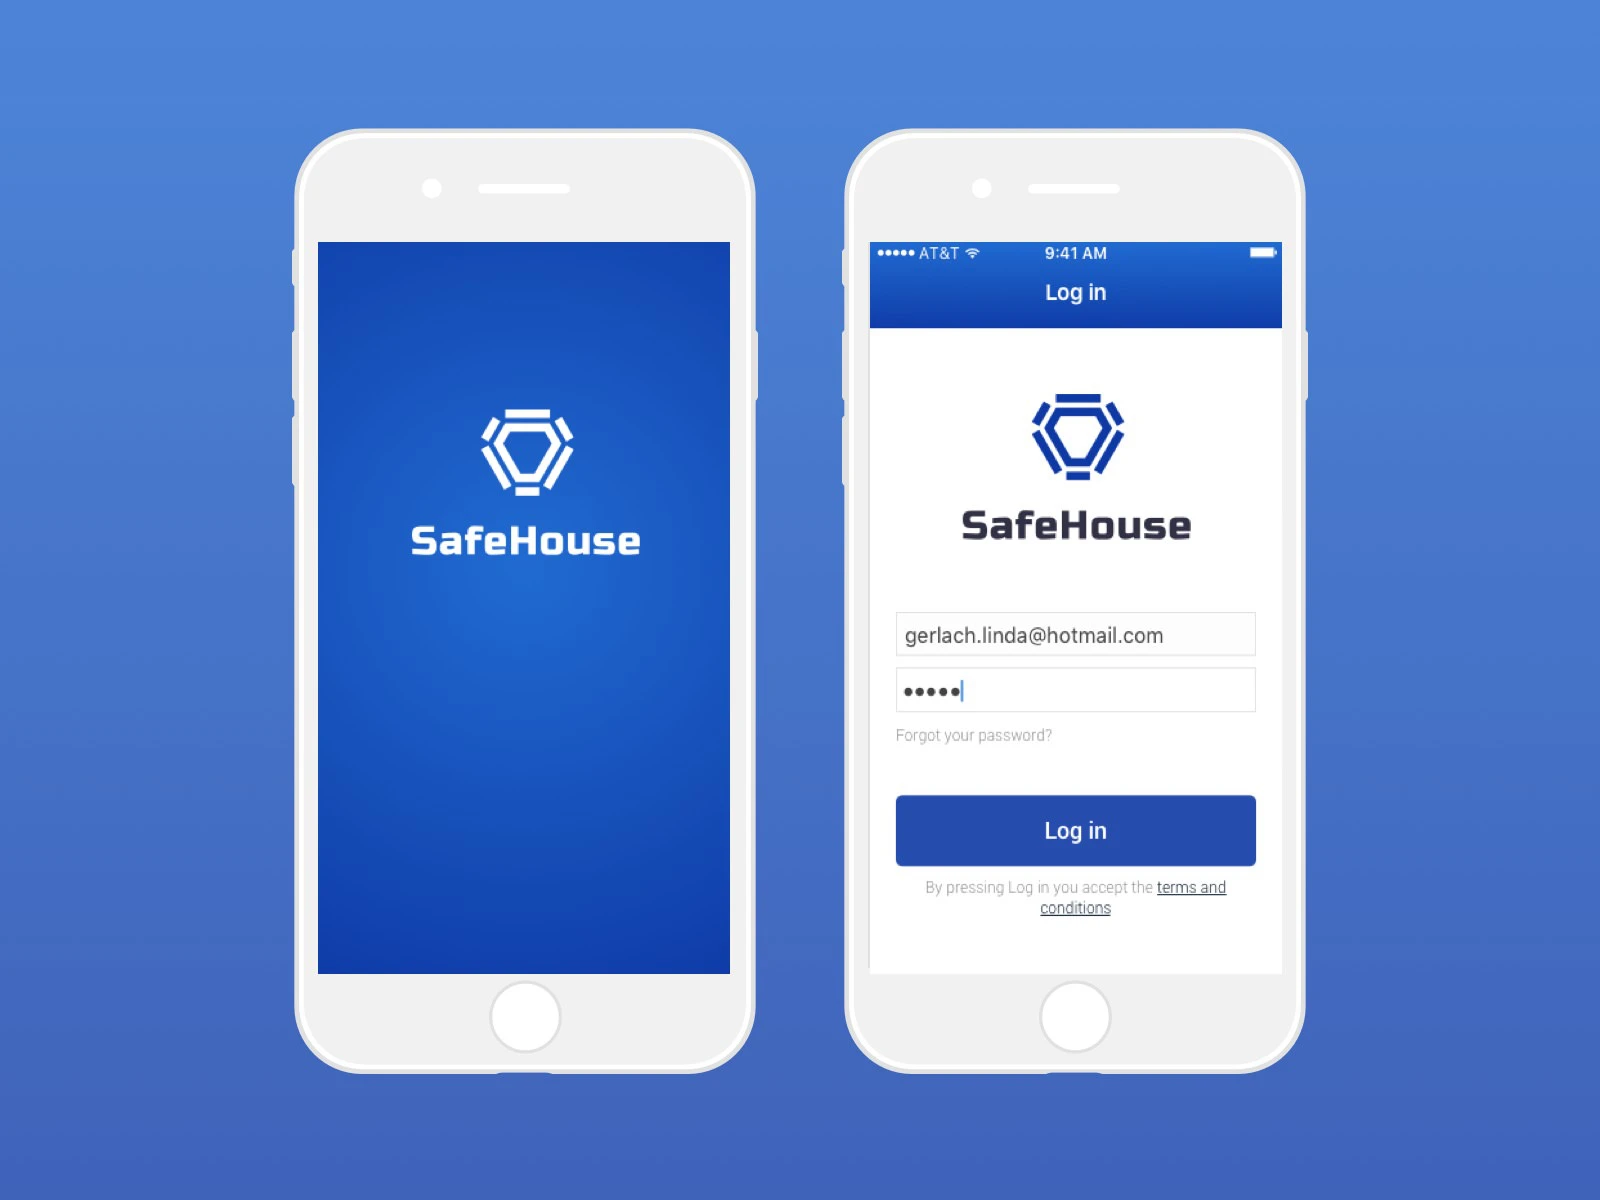 SafeHouse
AT&T 9:41 AM
Log in
SafeHouse
gerlach.linda@hotmail.com
•••••
Forgot your password?
Log in
By pressing Log in you accept the terms and
conditions